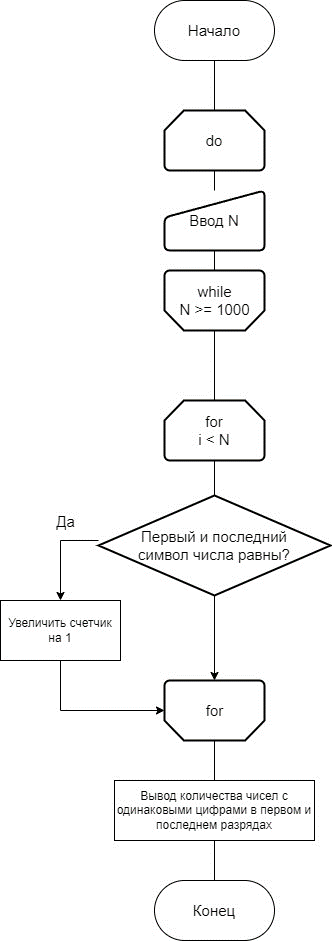 Начало
do
Ввод N
while
N >= 1000
for
i < N
Первый и последний
символ числа равны?
Да
Увеличить счетчик
на 1
for
Вывод количества чисел с
одинаковыми цифрами в первом и
последнем разрядах
Конец